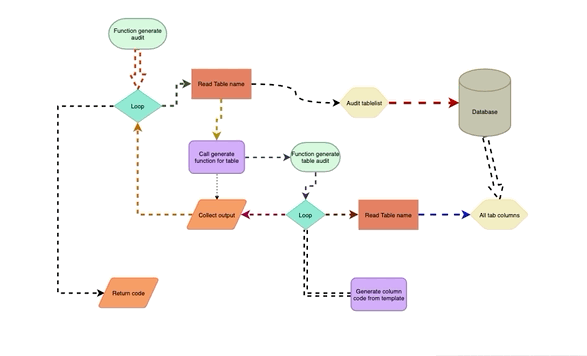 Function generate
audit
Read Table name
Loop
Audit tablelist
Database
Call generate
function for table
Function generate
table audit
Collect output
Loop
Read Table name
All tab columns
Return code
Generate column
code from template